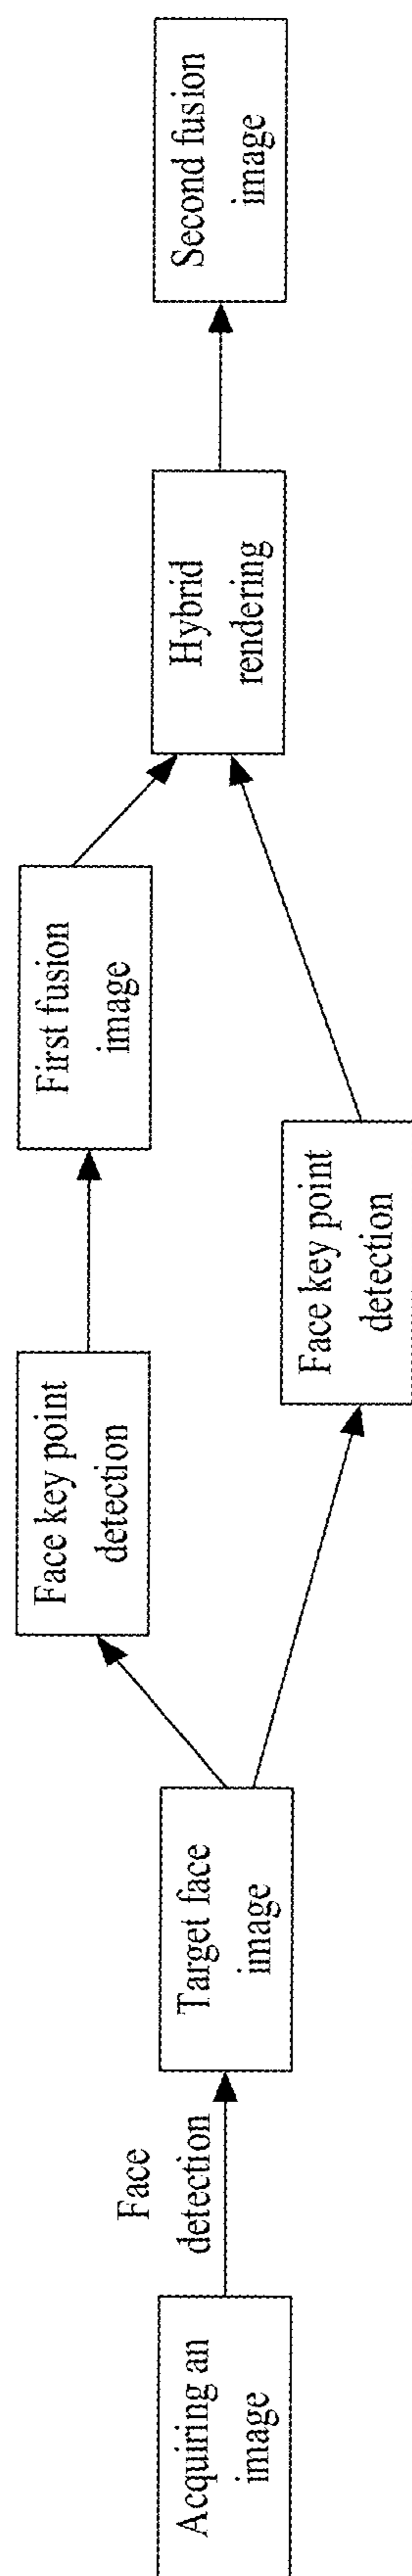 Acquiring an
image
Face
detection
Target face
image
Face key point
detection
Face key point
detection
First fusion
image
Hybrid
rendering
Second fusion
image